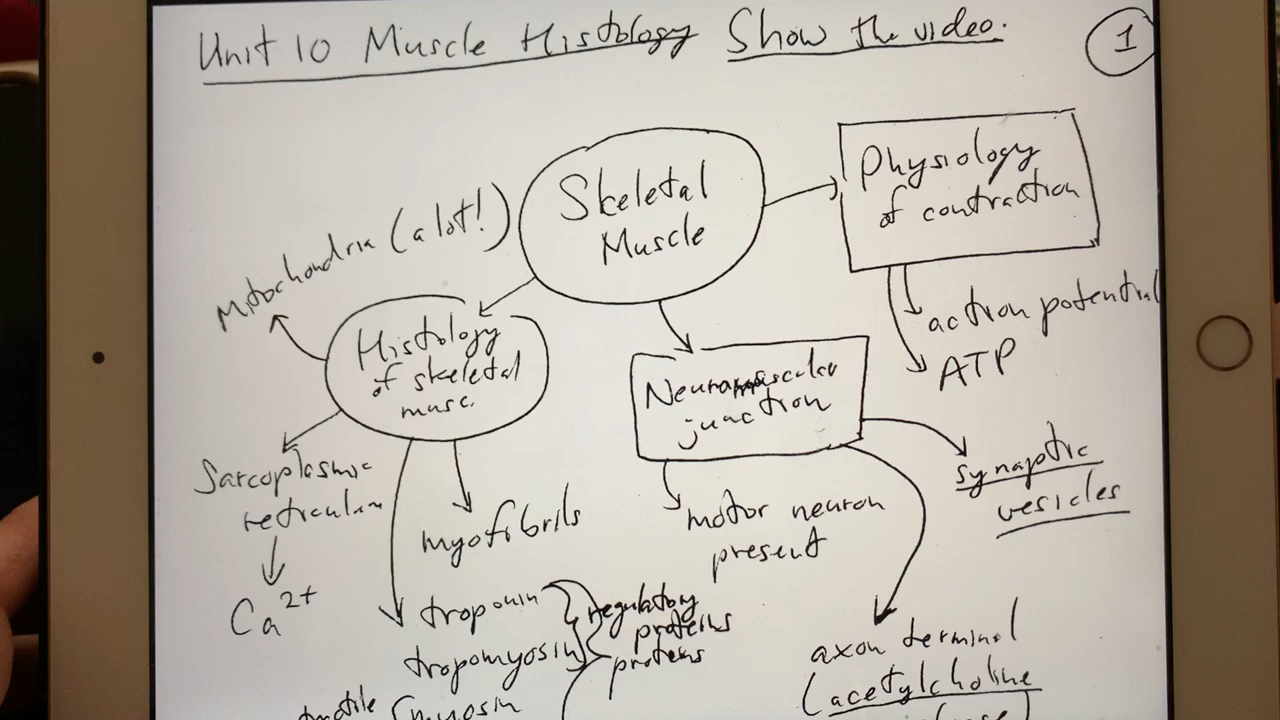 Unit 10 Muscle Histology Show the video.
1
Skeletal
Muscle
Physiology
of contraction
action potential
ATP
Mitochondria (a lot!)
Histology
of skeletal
musc.
Sarcoplasmic
reticulum
Ca2+
myofibrils
troponin
tropomyosin
regulatory
proteins
proteins
myosin
Neuromuscular
junction
motor neuron
present
synaptic
vesicles
axon terminal
(acetylcholine